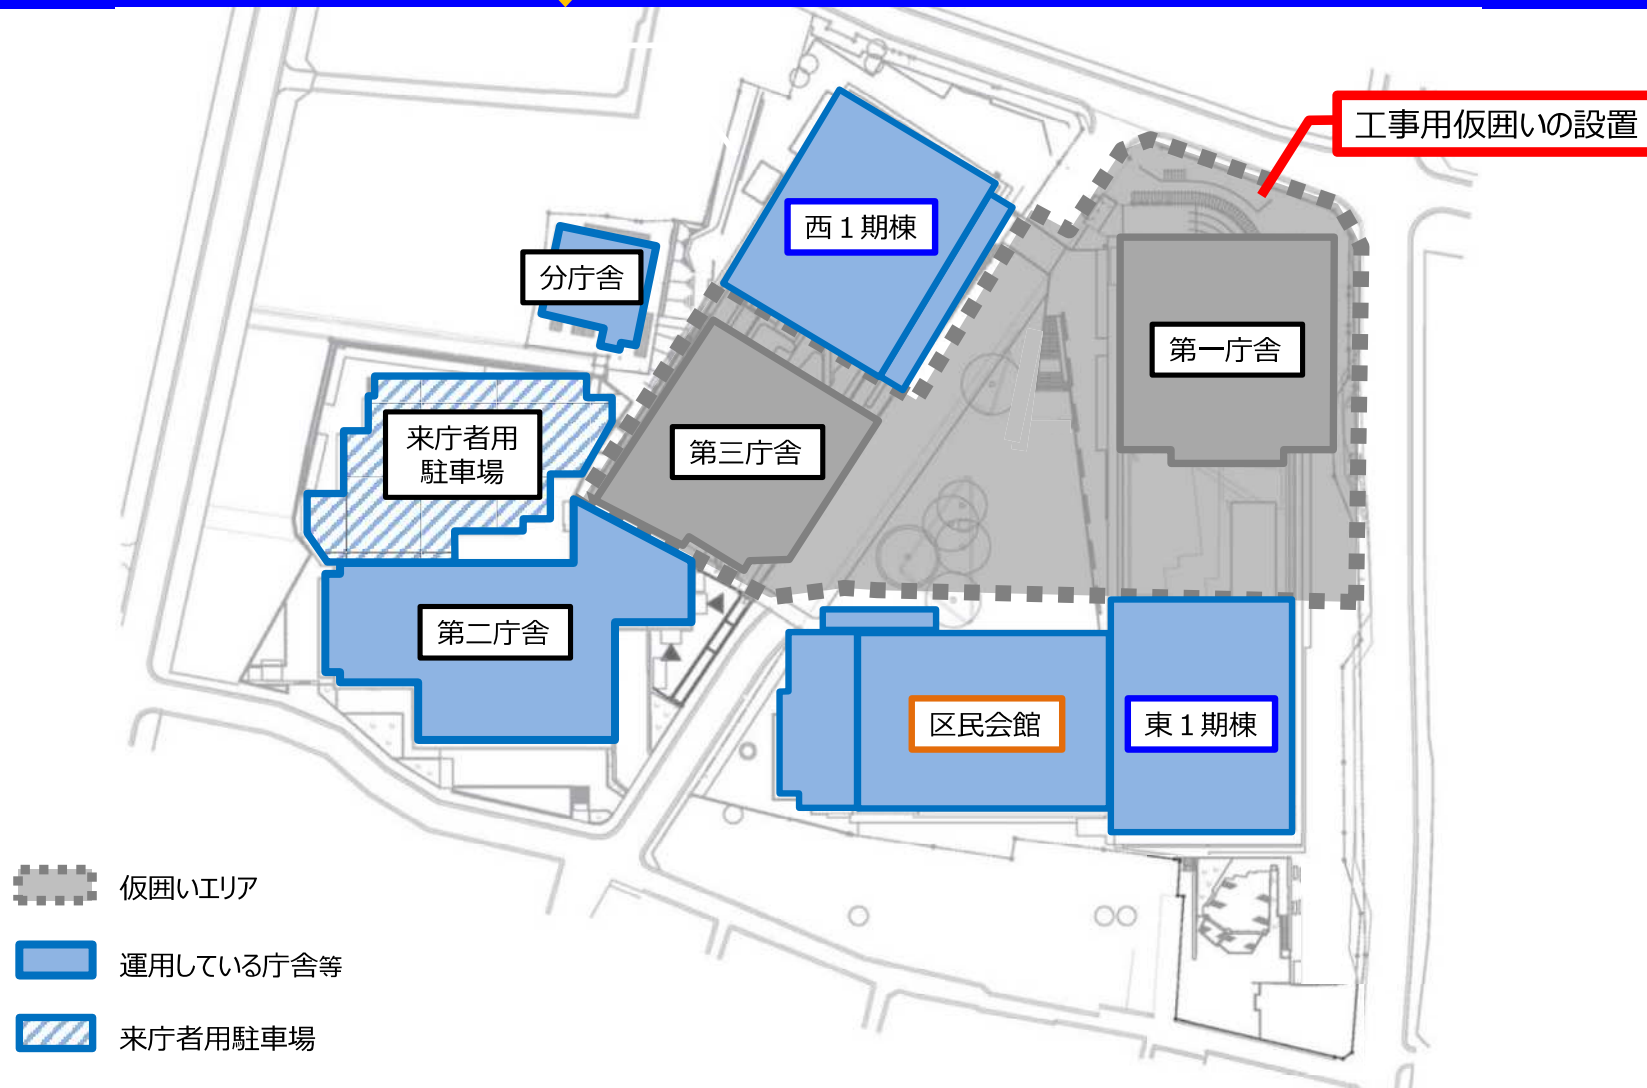 工事用仮囲いの設置
西１期棟
分庁舎
第一庁舎
来庁者用
駐車場
第三庁舎
第二庁舎
区民会館
東１期棟
仮囲いエリア
運用している庁舎等
来庁者用駐車場